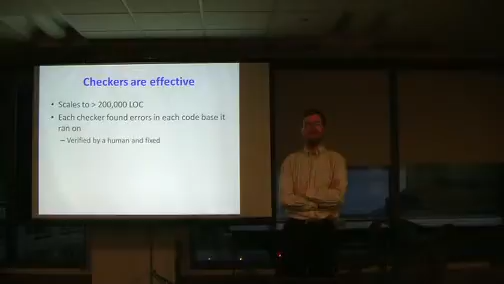 Checkers are effective
• Scales to > 200,000 LOC
• Each checker found errors in each code base it
ran on
– Verified by a human and fixed